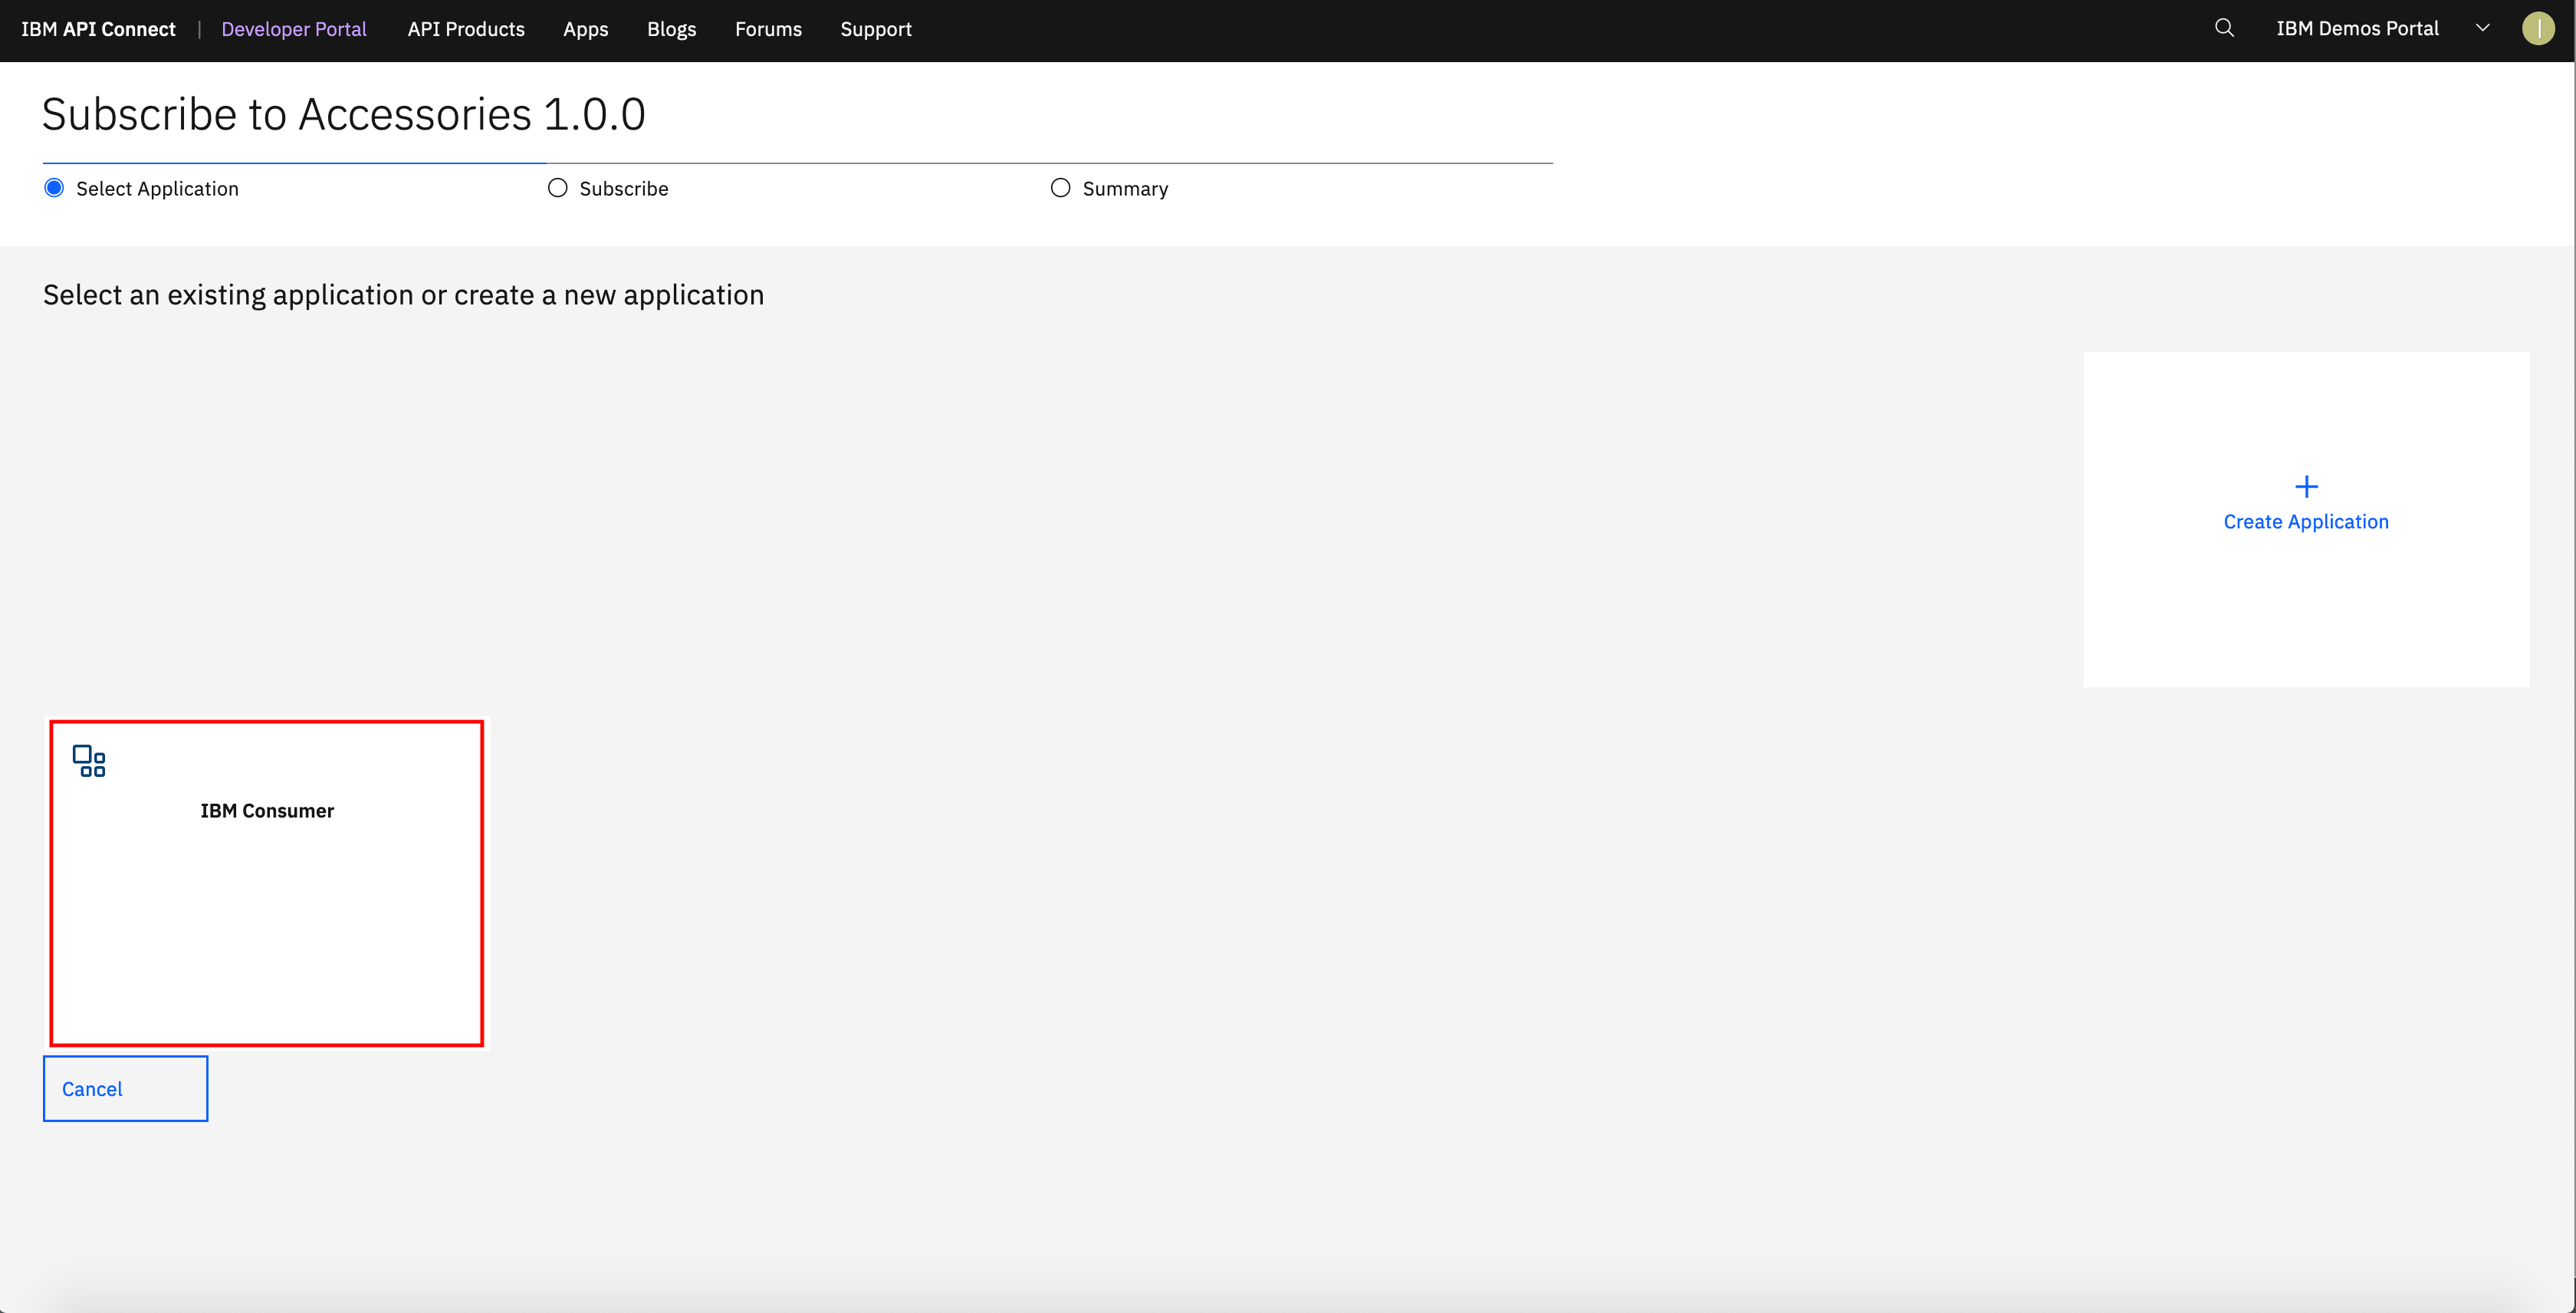 IBM API Connect | Developer Portal API Products Apps Blogs Forums Support IBM Demos Portal
Subscribe to Accessories 1.0.0
Select Application Subscribe Summary
Select an existing application or create a new application
Create Application
IBM Consumer
Cancel